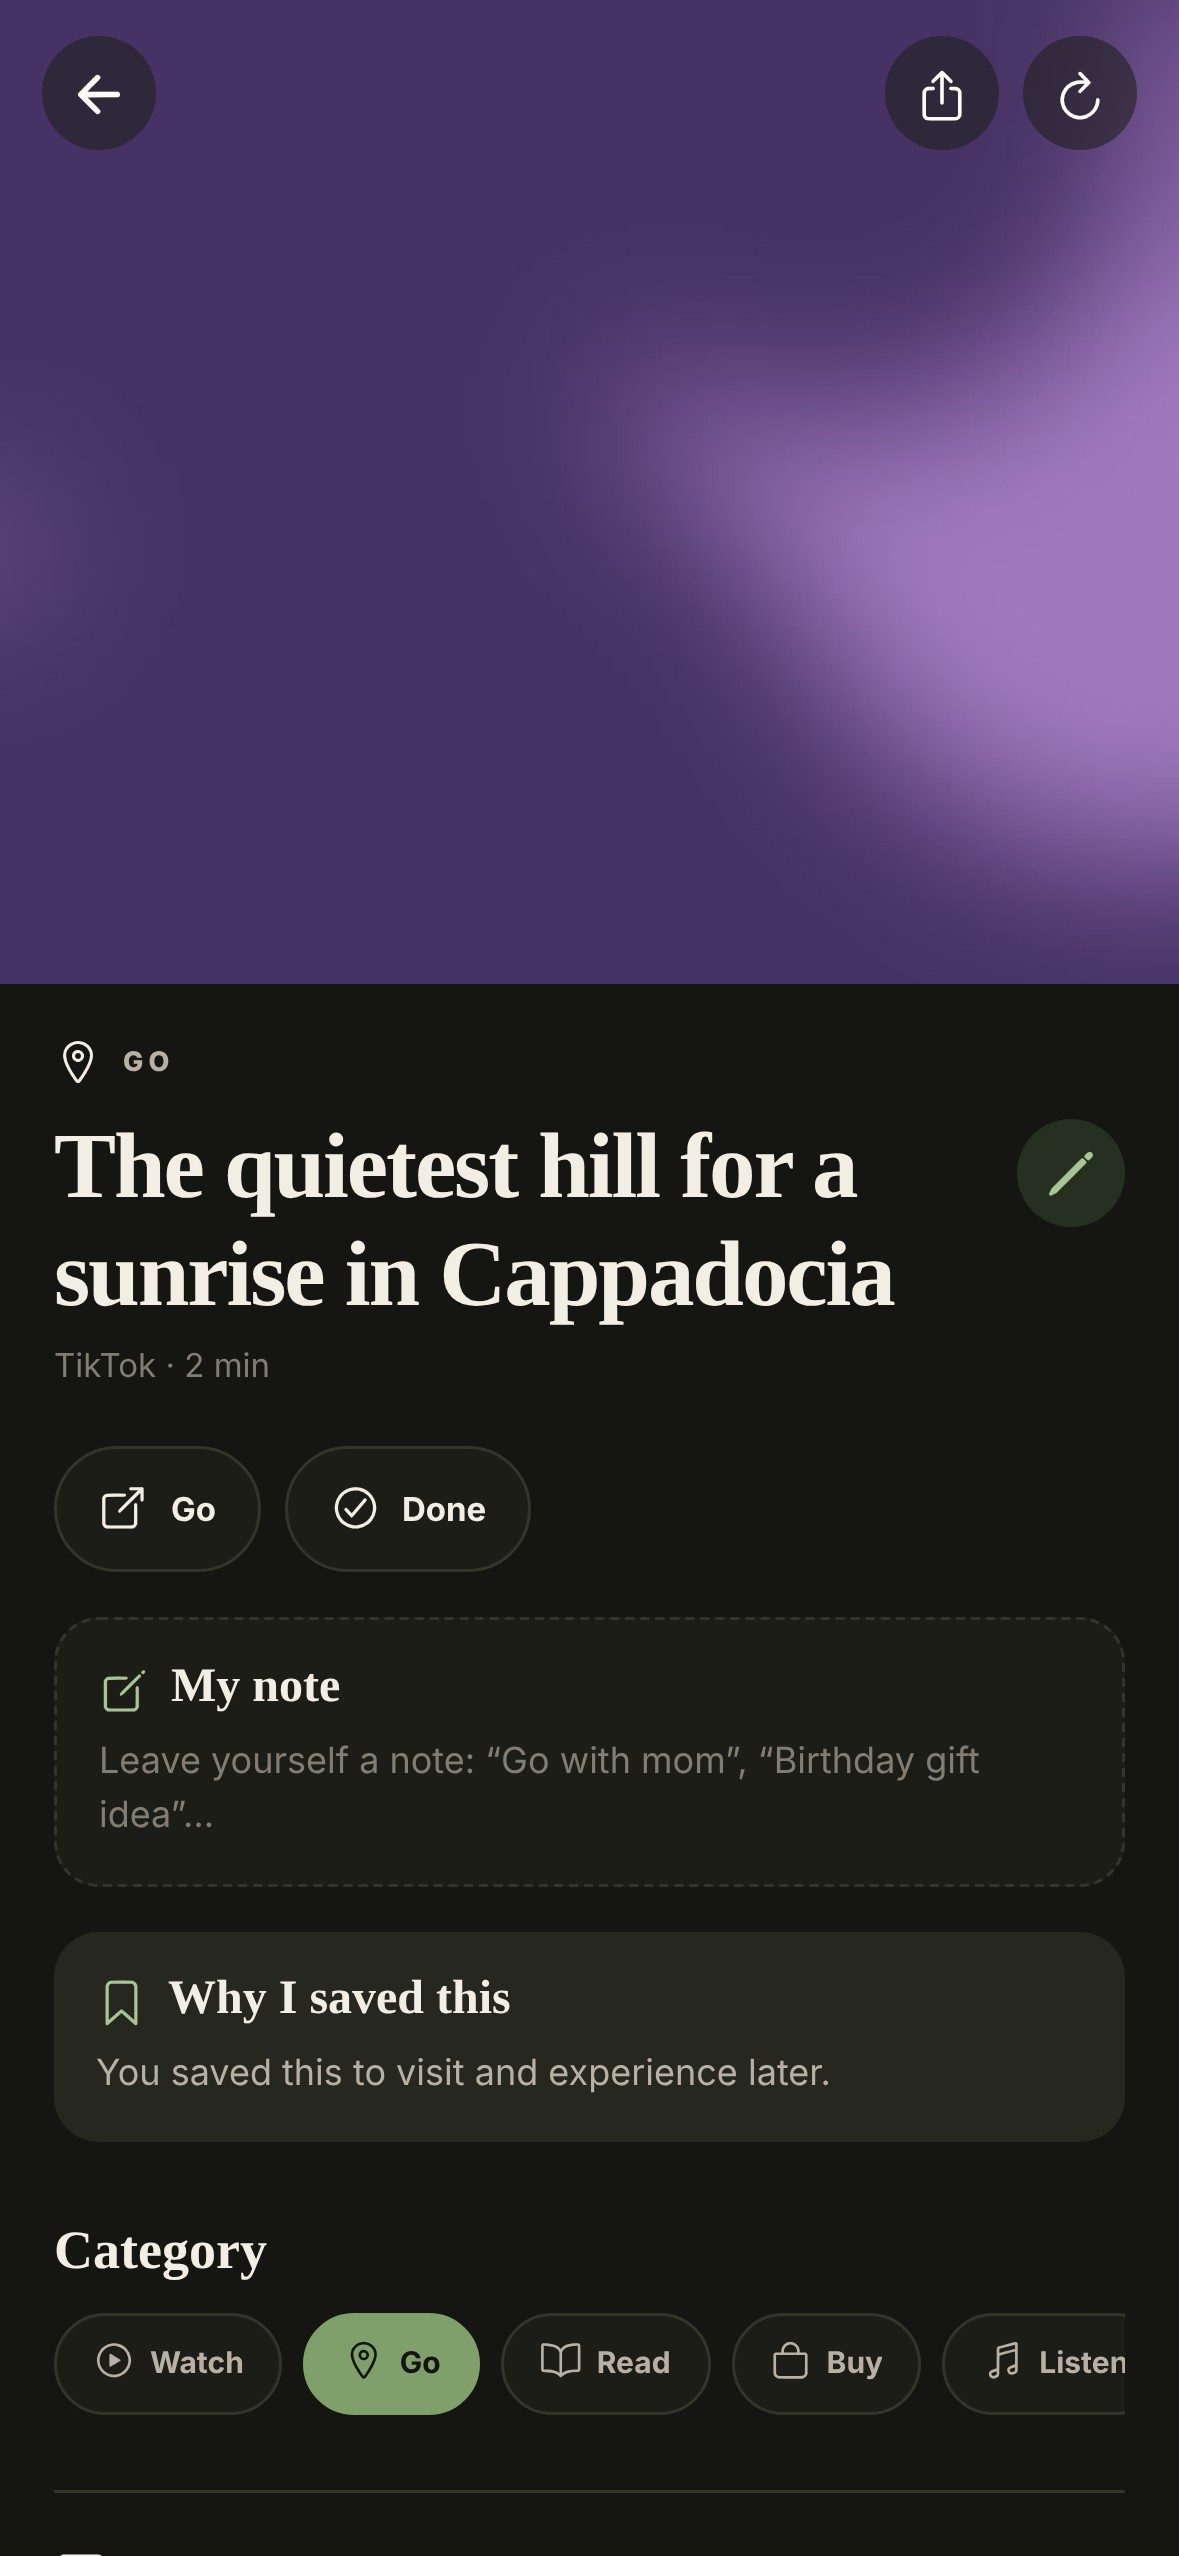 GO
The quietest hill for a
sunrise in Cappadocia
TikTok · 2 min
Go
Done
My note
Leave yourself a note: “Go with mom”, “Birthday gift
idea”...
Why I saved this
You saved this to visit and experience later.
Category
Watch
Go
Read
Buy
Listen